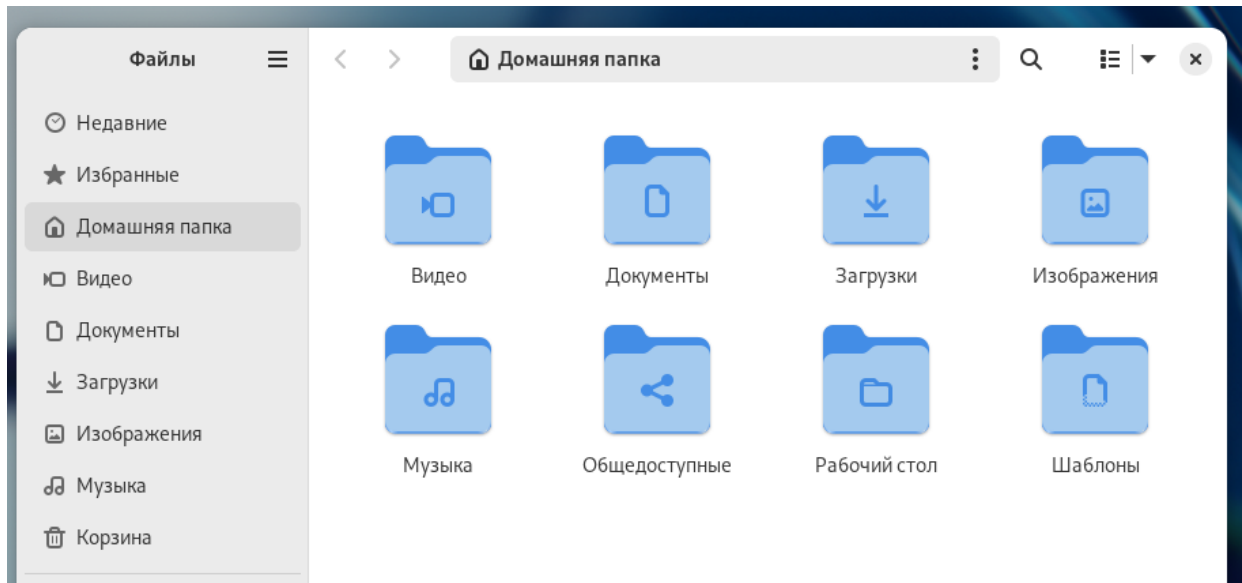 Файлы
Домашняя папка
Недавние
Избранные
Домашняя папка
Видео
Документы
Загрузки
Изображения
Музыка
Корзина
Видео
Документы
Загрузки
Изображения
Музыка
Общедоступные
Рабочий стол
Шаблоны